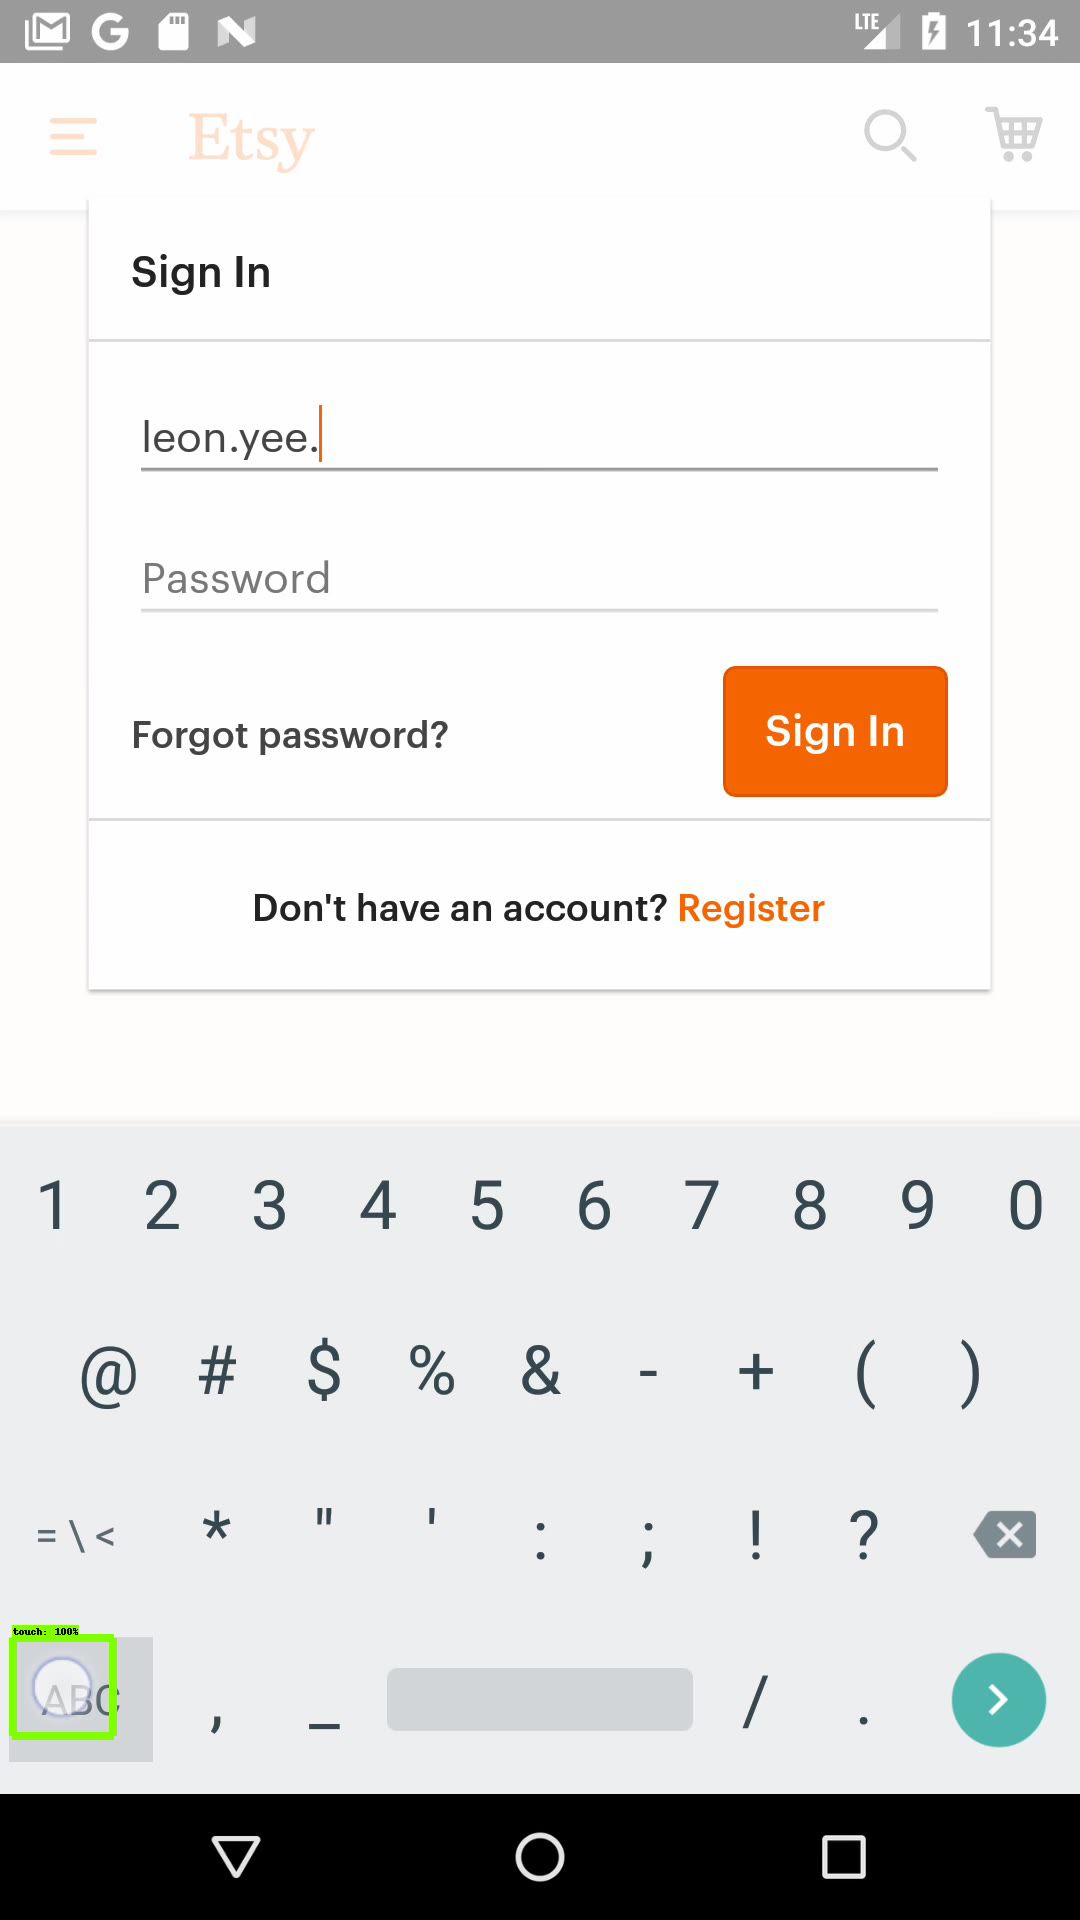 LTE 11:34
Etsy
Sign In
leon.yee.
Password
Forgot password? Sign In
Don't have an account? Register
1 2 3 4 5 6 7 8 9 0
@ # $ % & - + ( )
= \ < * " ' : ; ! ?
touch: 100%
ABC , _ / .